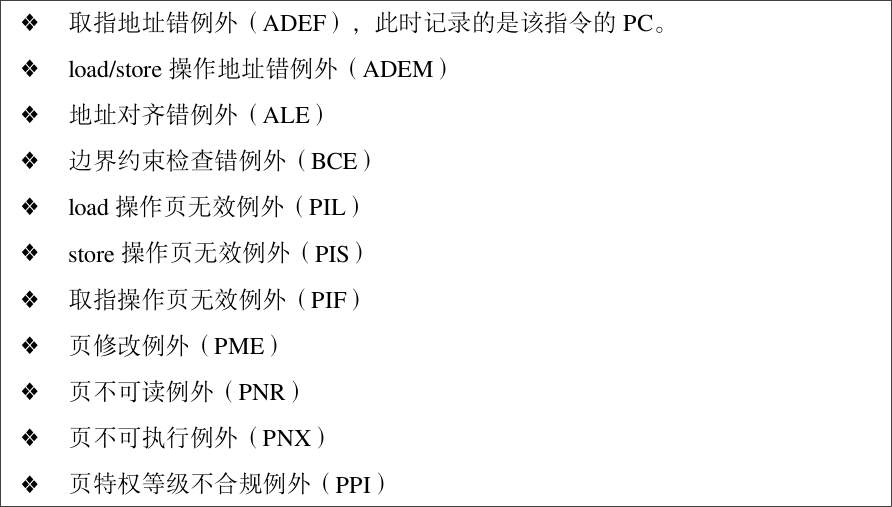 ❖ 取指地址错例外（ADEF），此时记录的是该指令的 PC。
❖ load/store 操作地址错例外（ADEM）
❖ 地址对齐错例外（ALE）
❖ 边界约束检查错例外（BCE）
❖ load 操作页无效例外（PIL）
❖ store 操作页无效例外（PIS）
❖ 取指操作页无效例外（PIF）
❖ 页修改例外（PME）
❖ 页不可读例外（PNR）
❖ 页不可执行例外（PNX）
❖ 页特权等级不合规例外（PPI）